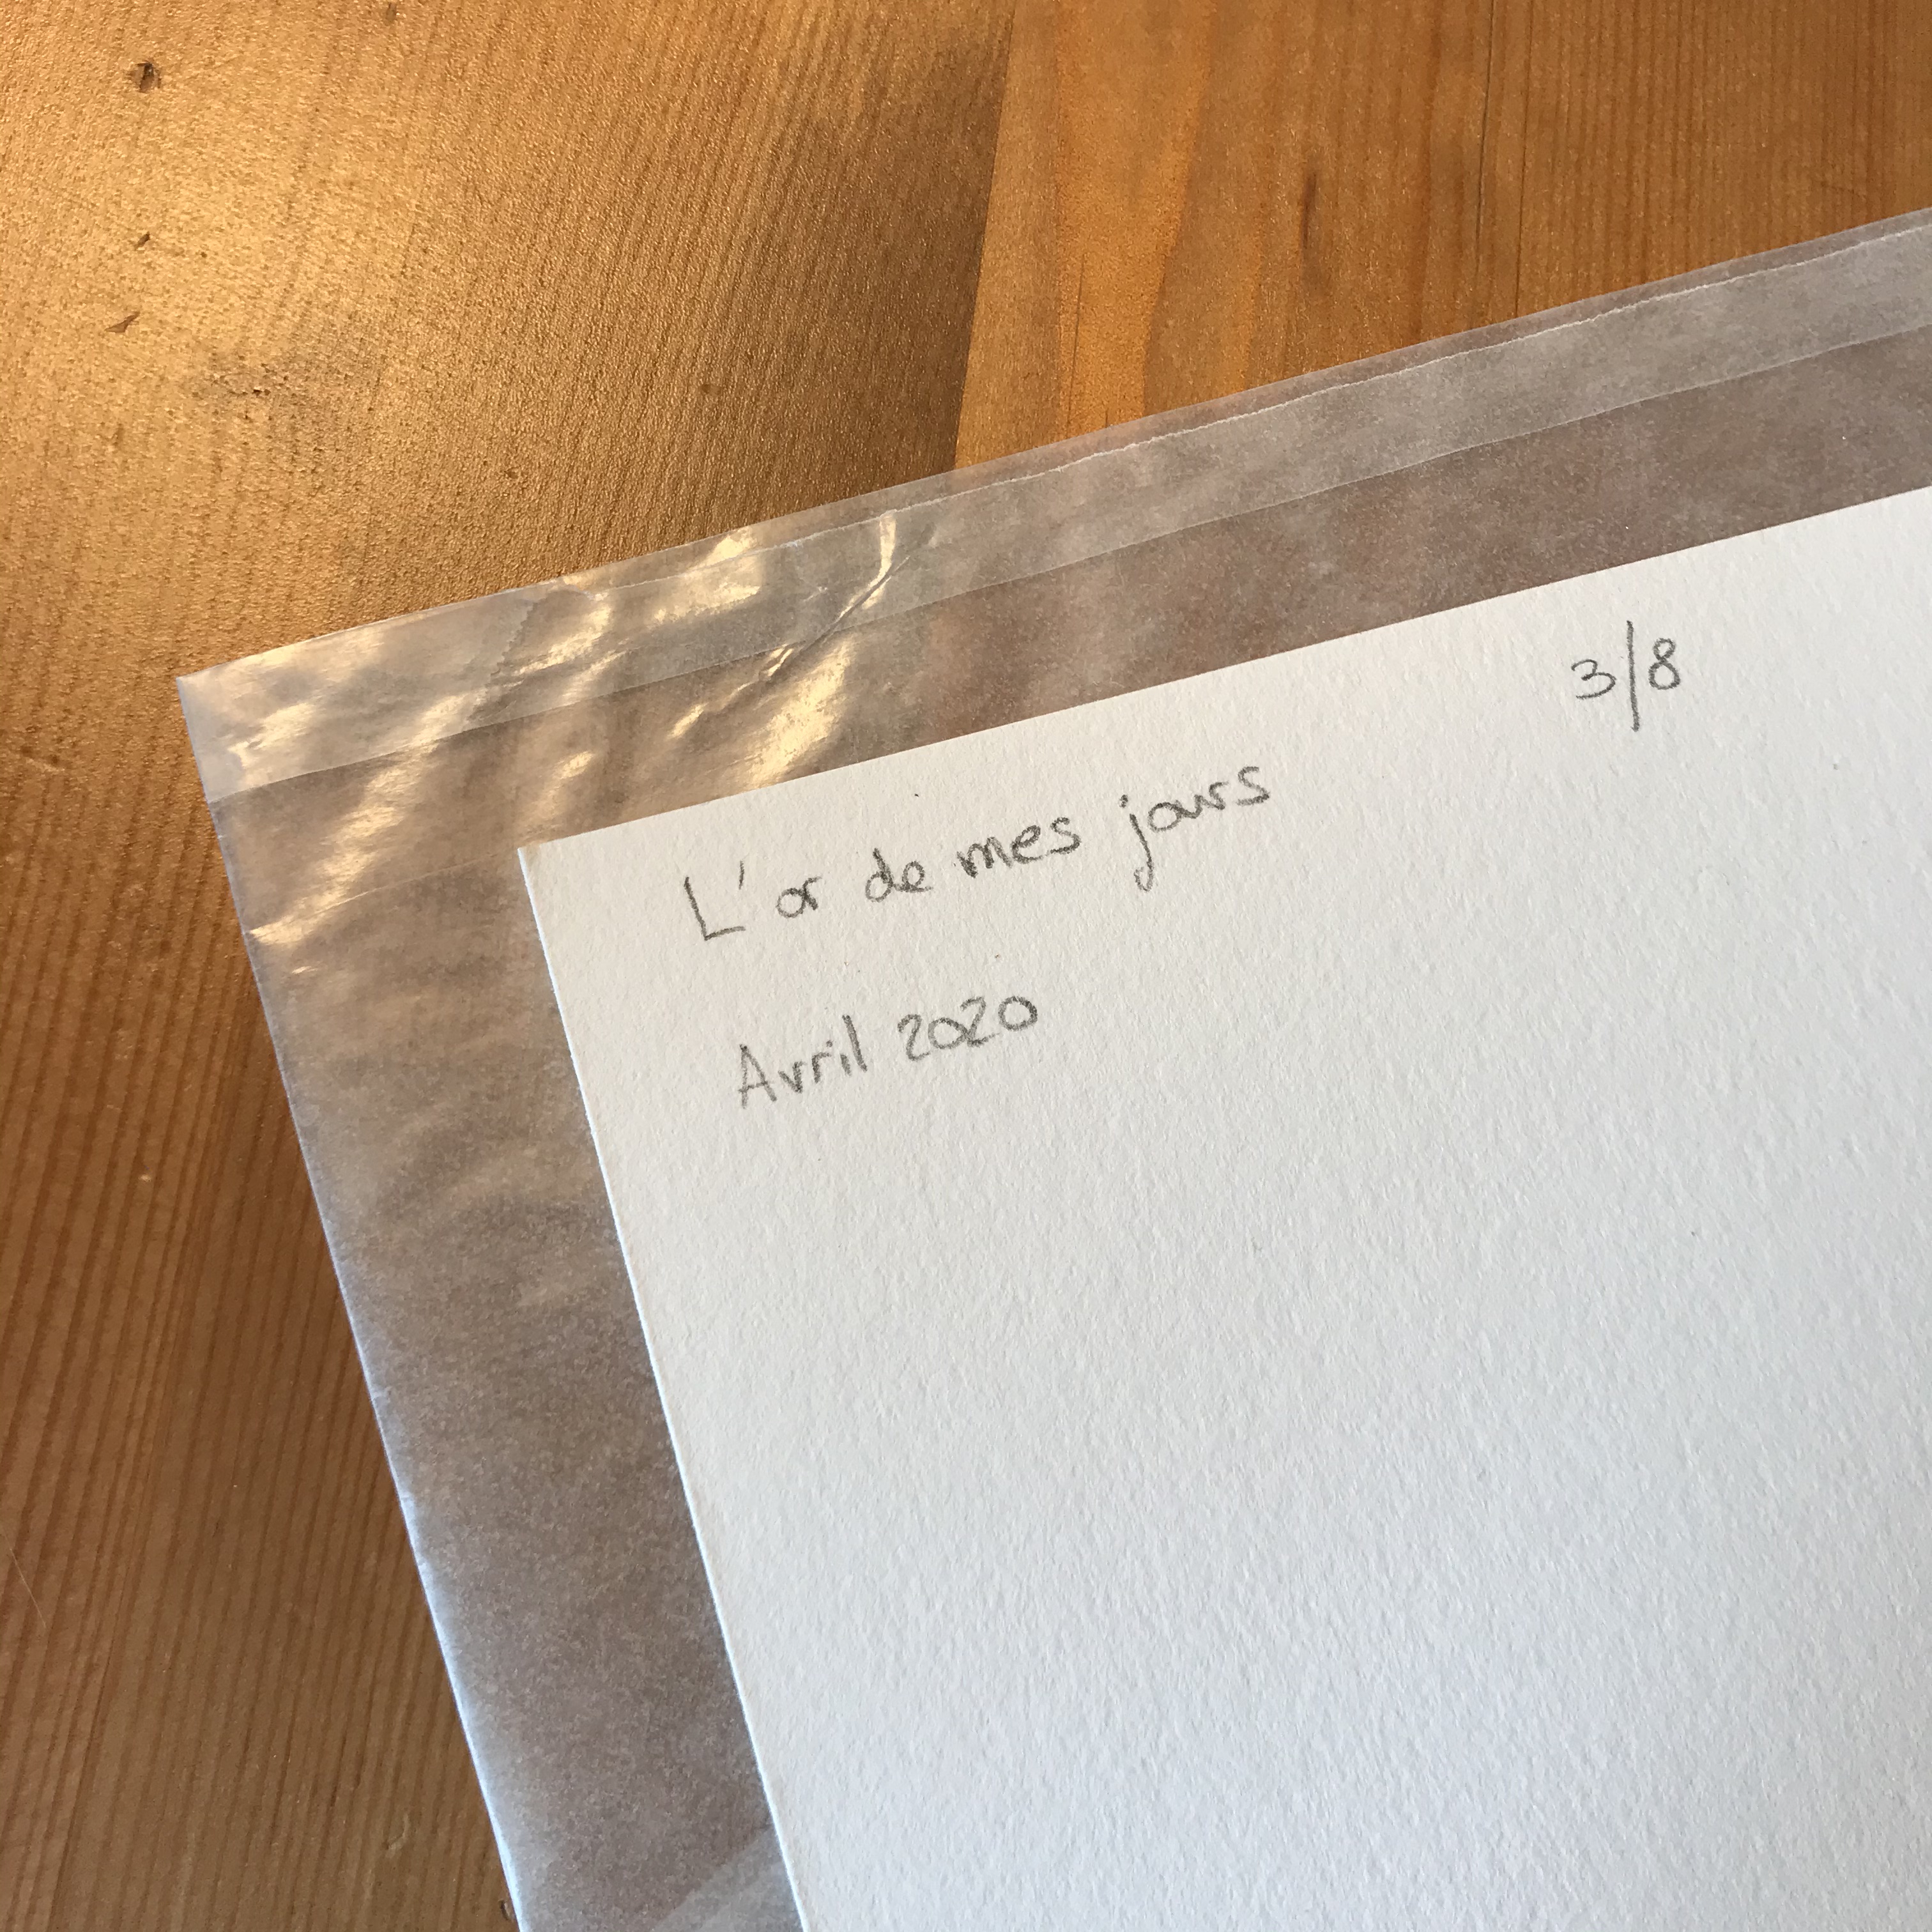 L'or de mes jours 3/8
Avril 2020